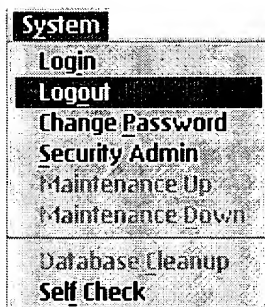 System
Login
Logout
Change Password
Security Admin
Maintenance Up
Maintenance Down
Database Cleanup
Self Check